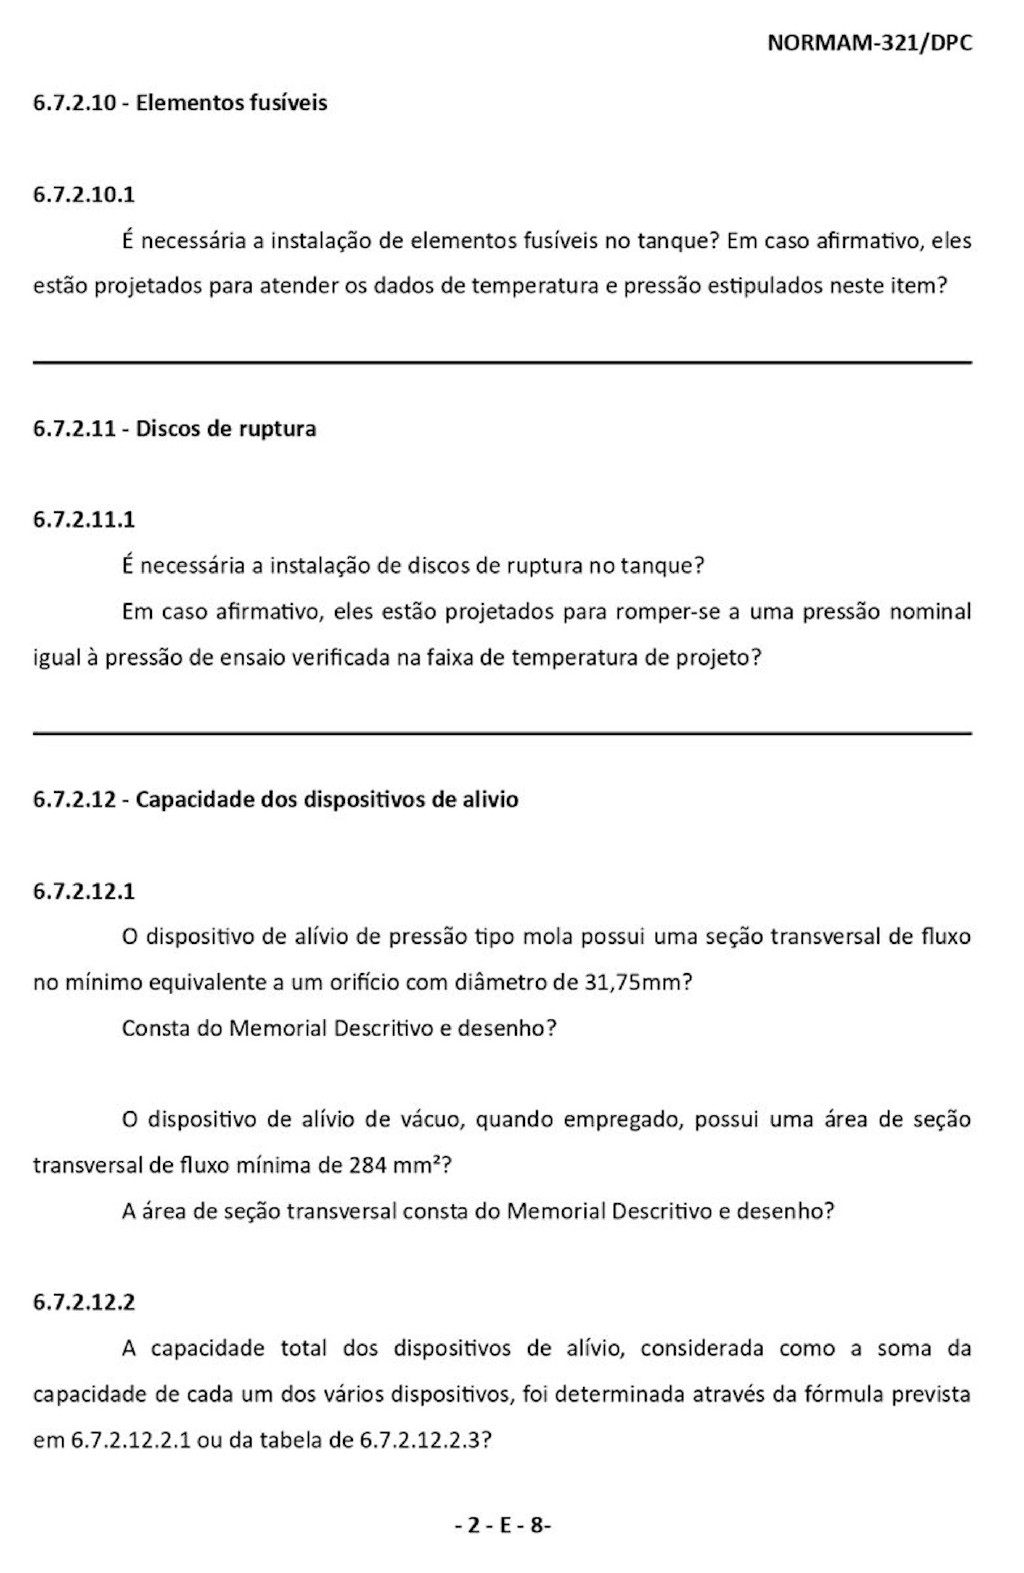 NORMAM-321/DPC
6.7.2.10 - Elementos fusíveis
6.7.2.10.1
É necessária a instalação de elementos fusíveis no tanque? Em caso afirmativo, eles
estão projetados para atender os dados de temperatura e pressão estipulados neste item?
6.7.2.11 - Discos de ruptura
6.7.2.11.1
É necessária a instalação de discos de ruptura no tanque?
Em caso afirmativo, eles estão projetados para romper-se a uma pressão nominal
igual à pressão de ensaio verificada na faixa de temperatura de projeto?
6.7.2.12 - Capacidade dos dispositivos de alivio
6.7.2.12.1
O dispositivo de alívio de pressão tipo mola possui uma seção transversal de fluxo
no mínimo equivalente a um orifício com diâmetro de 31,75mm?
Consta do Memorial Descritivo e desenho?
O dispositivo de alívio de vácuo, quando empregado, possui uma área de seção
transversal de fluxo mínima de 284 mm²?
A área de seção transversal consta do Memorial Descritivo e desenho?
6.7.2.12.2
A capacidade total dos dispositivos de alívio, considerada como a soma da
capacidade de cada um dos vários dispositivos, foi determinada através da fórmula prevista
em 6.7.2.12.2.1 ou da tabela de 6.7.2.12.2.3?
- 2 - E - 8-